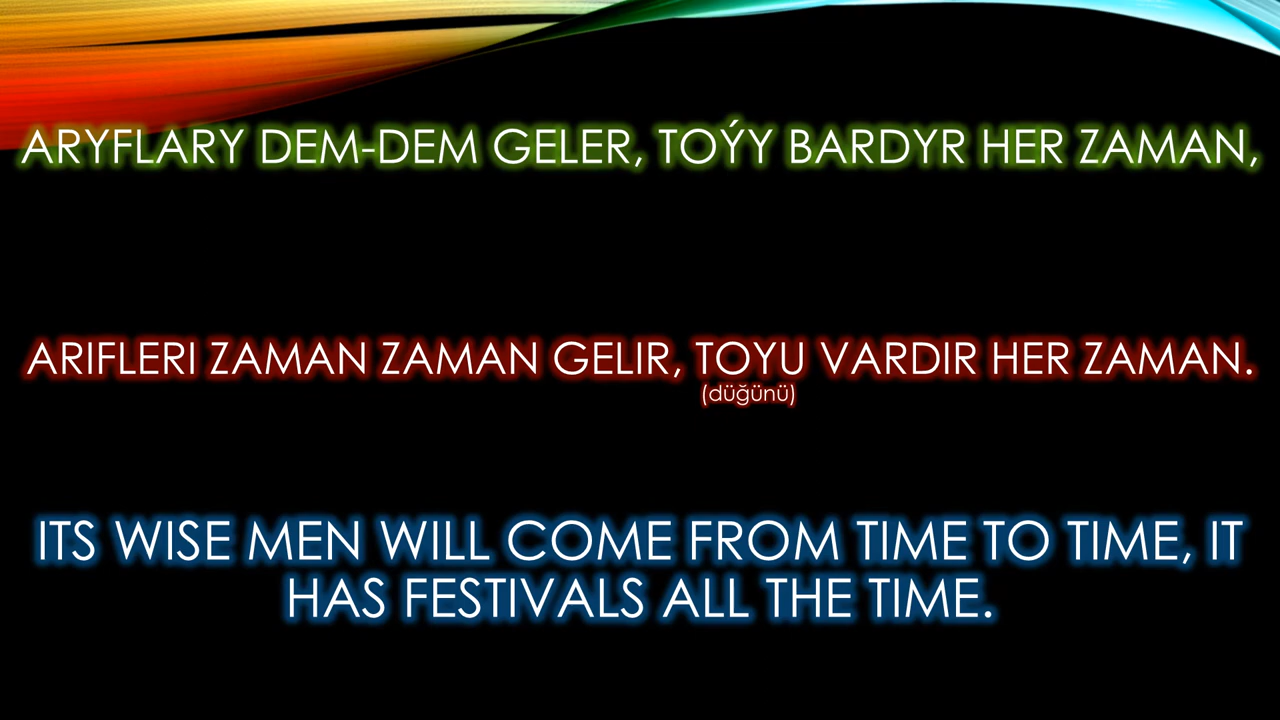 ARYFLARY DEM-DEM GELER, TOÝY BARDYR HER ZAMAN,
ARIFLERI ZAMAN ZAMAN GELIR, TOYU VARDIR HER ZAMAN.
(düğünü)
ITS WISE MEN WILL COME FROM TIME TO TIME, IT
HAS FESTIVALS ALL THE TIME.